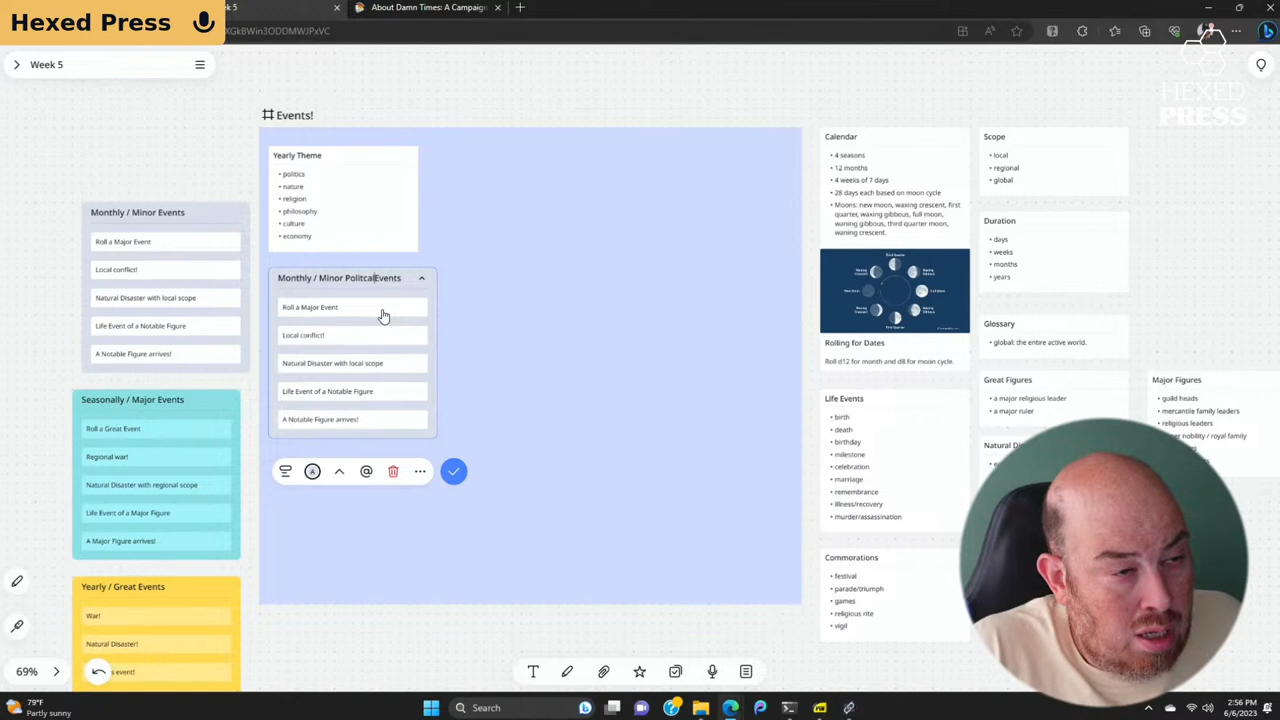 Hexed Press
k 5
About Damn Times: A Campaign
XGkBWin3ODDMWJPxVC
HEXED
PRESS
Week 5
Events!
Yearly Theme
• politics
• nature
• religion
• philosophy
• culture
• economy
Monthly / Minor Events
Roll a Major Event
Local conflict!
Natural Disaster with local scope
Life Event of a Notable Figure
A Notable Figure arrives!
Monthly / Minor PolitcalEvents
Roll a Major Event
Local conflict!
Natural Disaster with local scope
Life Event of a Notable Figure
A Notable Figure arrives!
Seasonally / Major Events
Roll a Great Event
Regional war!
Natural Disaster with regional scope
Life Event of a Major Figure
A Major Figure arrives!
Yearly / Great Events
War!
Natural Disaster!
s event!
Calendar
• 4 seasons
• 12 months
• 4 weeks of 7 days
• 28 days each based on moon cycle
• Moons: new moon, waxing crescent, first
quarter, waxing gibbous, full moon,
waning gibbous, third quarter moon,
waning crescent.
Rolling for Dates
Roll d12 for month and d8 for moon cycle.
Life Events
• birth
• death
• birthday
• milestone
• celebration
• marriage
• remembrance
• illness/recovery
• murder/assassination
Commorations
• festival
• parade/triumph
• games
• religious rite
• vigil
Scope
• local
• regional
• global
Duration
• days
• weeks
• months
• years
Glossary
• global: the entire active world.
Great Figures
• a major religious leader
• a major ruler
Natural Dis
Major Figures
• guild heads
• mercantile family leaders
• religious leaders
nobility / royal family
69%
79°F
Partly sunny
Search
2:56 PM
6/6/2023